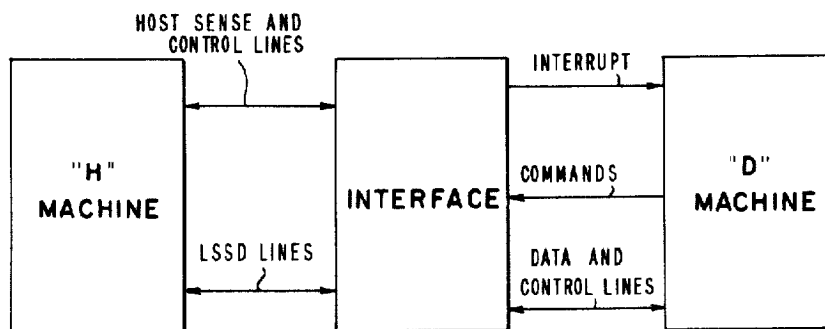 HOST SENSE AND
CONTROL LINES
INTERRUPT
"H"
MACHINE
INTERFACE
COMMANDS
"D"
MACHINE
LSSD LINES
DATA AND
CONTROL LINES